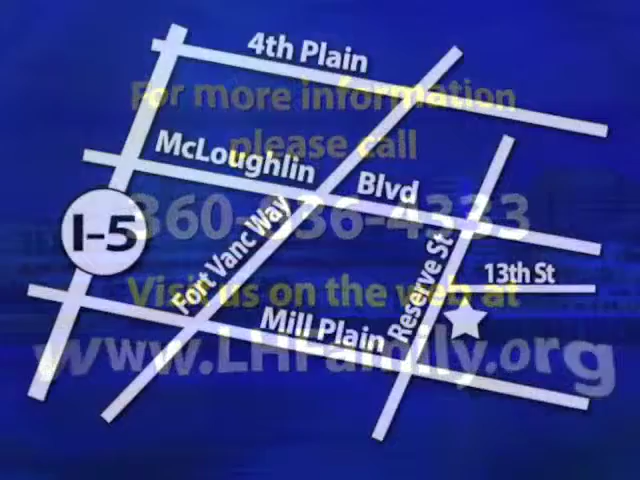 4th Plain
For more information
please call
McLoughlin Blvd
I-5
Fort Vanc Way
Reserve St
13th St
Visit us on the web at
Mill Plain
www.LHFamily.org